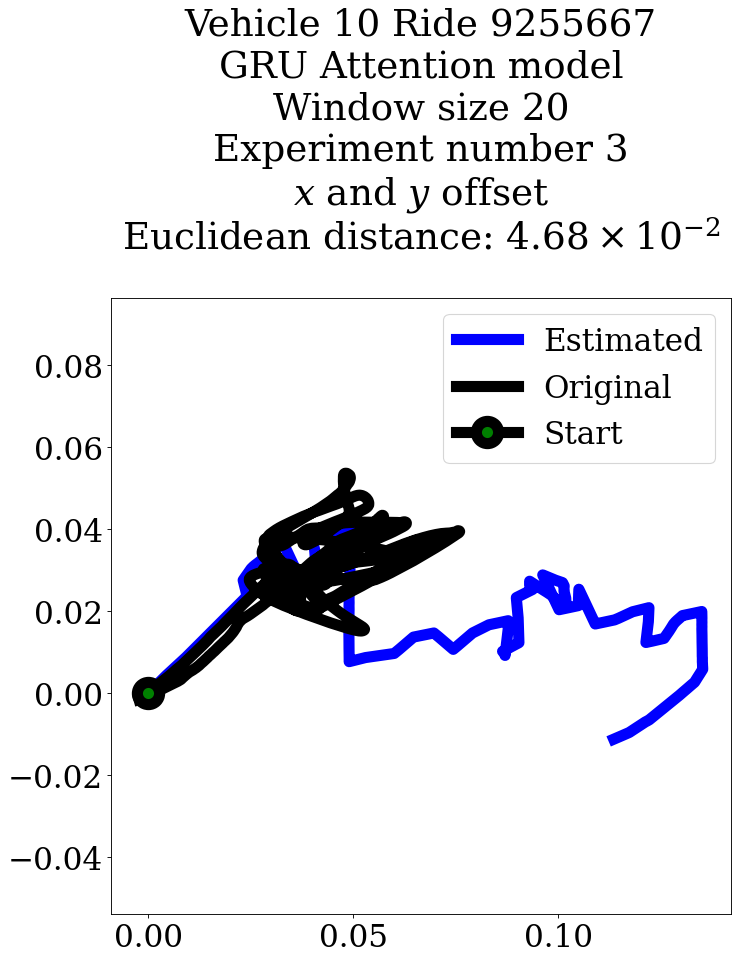 Vehicle 10 Ride 9255667
GRU Attention model
Window size 20
Experiment number 3
x and y offset
Euclidean distance: 4.68 × 10⁻²
Estimated
Original
Start
0.08
0.06
0.04
0.02
0.00
−0.02
−0.04
0.00 0.05 0.10